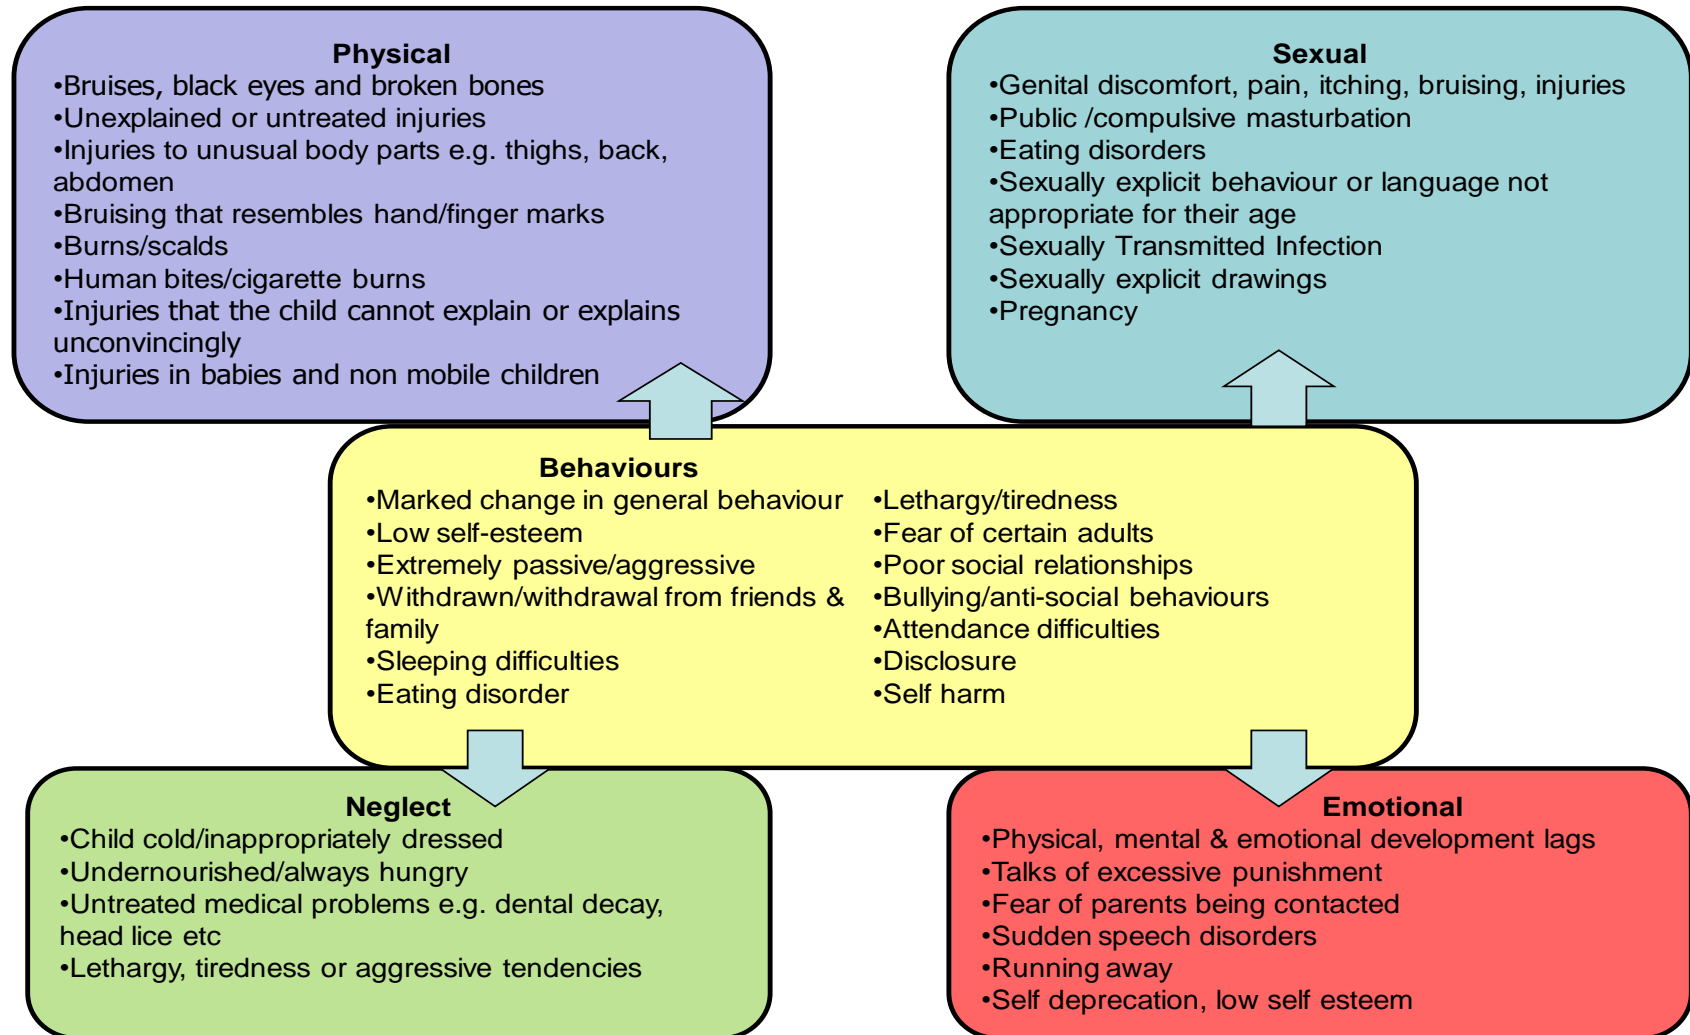 Physical
•Bruises, black eyes and broken bones
•Unexplained or untreated injuries
•Injuries to unusual body parts e.g. thighs, back,
abdomen
•Bruising that resembles hand/finger marks
•Burns/scalds
•Human bites/cigarette burns
•Injuries that the child cannot explain or explains
unconvincingly
•Injuries in babies and non mobile children
Sexual
•Genital discomfort, pain, itching, bruising, injuries
•Public /compulsive masturbation
•Eating disorders
•Sexually explicit behaviour or language not
appropriate for their age
•Sexually Transmitted Infection
•Sexually explicit drawings
•Pregnancy
Behaviours
•Marked change in general behaviour
•Low self-esteem
•Extremely passive/aggressive
•Withdrawn/withdrawal from friends &
family
•Sleeping difficulties
•Eating disorder
•Lethargy/tiredness
•Fear of certain adults
•Poor social relationships
•Bullying/anti-social behaviours
•Attendance difficulties
•Disclosure
•Self harm
Neglect
•Child cold/inappropriately dressed
•Undernourished/always hungry
•Untreated medical problems e.g. dental decay,
head lice etc
•Lethargy, tiredness or aggressive tendencies
Emotional
•Physical, mental & emotional development lags
•Talks of excessive punishment
•Fear of parents being contacted
•Sudden speech disorders
•Running away
•Self deprecation, low self esteem